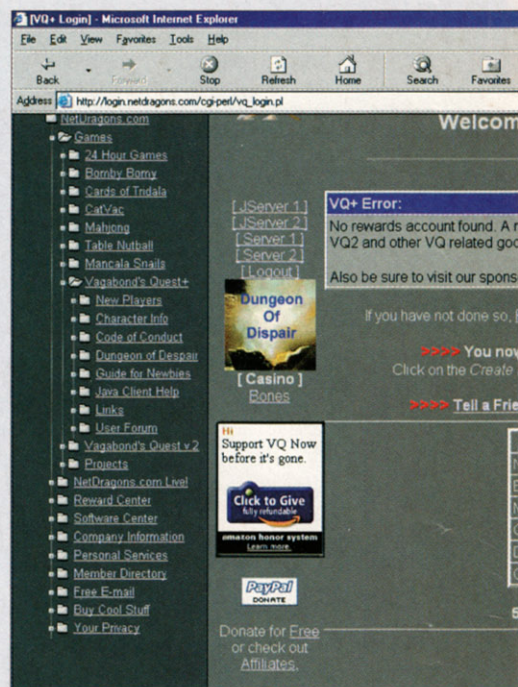 [VQ+ Login] - Microsoft Internet Explorer
File Edit View Favorites Tools Help
Back Forward Stop Refresh Home Search Favorites
Address http://login.netdragons.com/cgi-perl/vq_login.pl
NetDragons.com
Games
24 Hour Games
Bomby Bomy
Cards of Tridala
CatVac
Mahjong
Table Nutball
Mancala Snails
Vagabond's Quest+
New Players
Character Info
Code of Conduct
Dungeon of Despair
Guide for Newbies
Java Client Help
Links
User Forum
Vagabond's Quest v.2
Projects
NetDragons.com Live!
Reward Center
Software Center
Company Information
Personal Services
Member Directory
Free E-mail
Buy Cool Stuff
Your Privacy
[ JServer 1 ]
[ JServer 2 ]
[ Server 1 ]
[ Server 2 ]
[ Logout ]
Dungeon
Of
Despair
[ Casino ]
Bones
Hi
Support VQ Now
before it's gone.
Click to Give
fully refundable
amazon honor system
Learn more.
PayPal
DONATE
Donate for Free
or check out
Affiliates.
Welcom
VQ+ Error:
No rewards account found. A
VQ2 and other VQ related goo
Also be sure to visit our spons
If you have not done so,
>>>> You now
Click on the Create
>>>> Tell a Frie